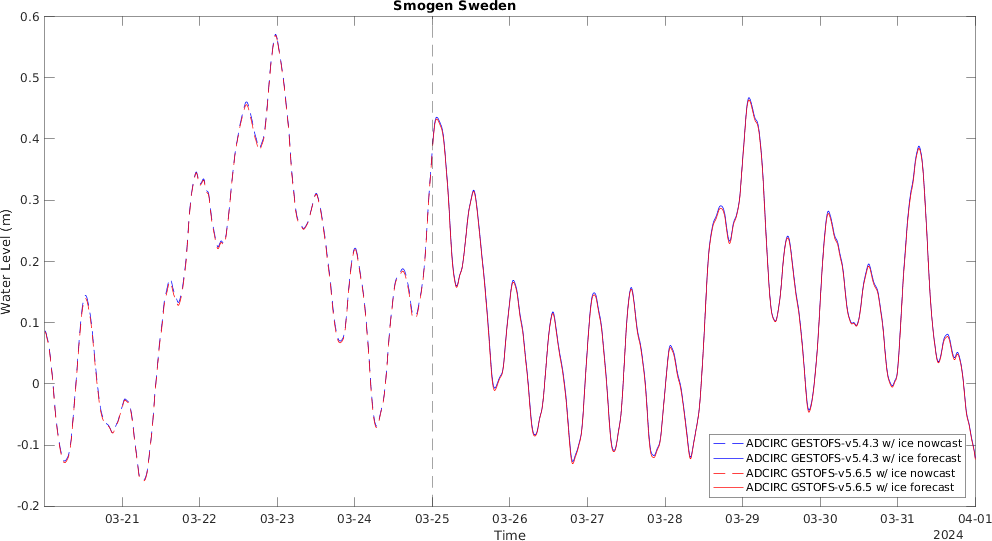 Smogen Sweden
0.6
0.5
0.4
0.3
0.2
0.1
0
-0.1
-0.2
Water Level (m)
ADCIRC GESTOFS-v5.4.3 w/ ice nowcast
ADCIRC GESTOFS-v5.4.3 w/ ice forecast
ADCIRC GSTOFS-v5.6.5 w/ ice nowcast
ADCIRC GSTOFS-v5.6.5 w/ ice forecast
03-21 03-22 03-23 03-24 03-25 03-26 03-27 03-28 03-29 03-30 03-31 04-01
Time
2024